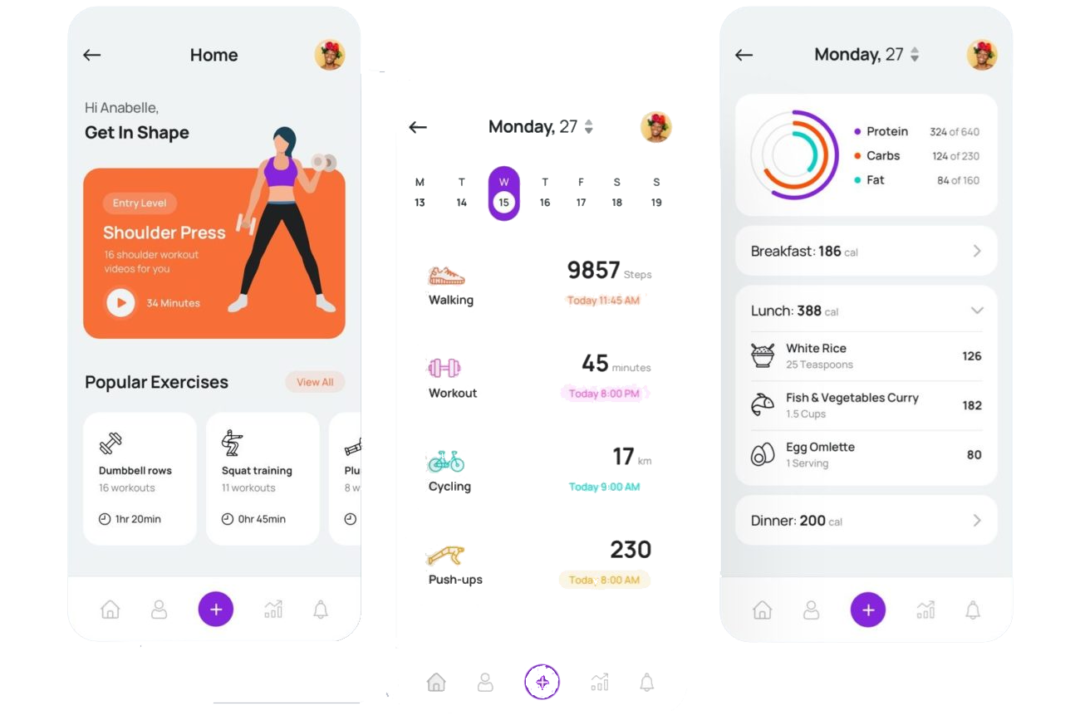 Home
Hi Anabelle,
Get In Shape
Entry Level
Shoulder Press
16 shoulder workout
videos for you
34 Minutes
Popular Exercises
View All
Dumbbell rows
16 workouts
1hr 20min
Squat training
11 workouts
0hr 45min
Plu
8 w
Monday, 27
M T W T F S S
13 14 15 16 17 18 19
9857 Steps
Walking
Today 11:45 AM
45 minutes
Workout
Today 8:00 PM
17 km
Cycling
Today 9:00 AM
230
Push-ups
Today 8:00 AM
Monday, 27
Protein 324 of 640
Carbs 124 of 230
Fat 84 of 160
Breakfast: 186 cal
Lunch: 388 cal
White Rice
25 Teaspoons
126
Fish & Vegetables Curry
1.5 Cups
182
Egg Omlette
1 Serving
80
Dinner: 200 cal